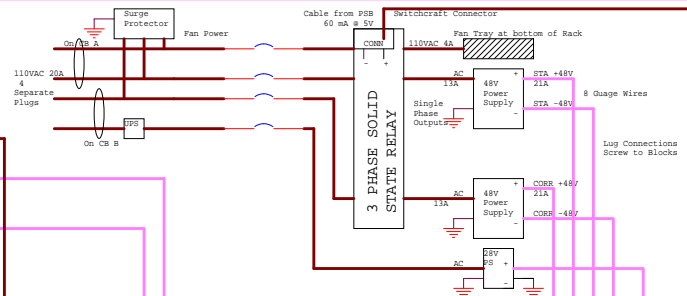 Surge
Protector
Fan Power
Cable from PSB
60 mA @ 5V
Switchcraft Connector
Fan Tray at bottom of Rack
On CB A
CONN
- +
110VAC 4A
110VAC 20A
4
Separate
Plugs
AC
13A
48V
Power
Supply
+
-
STA +48V
21A
STA -48V
8 Guage Wires
Single
Phase
Outputs
UPS
On CB B
Lug Connections
Screw to Blocks
3 PHASE SOLID
STATE RELAY
AC
13A
48V
Power
Supply
+
-
CORR +48V
21A
CORR -48V
AC
28V
PS +
-